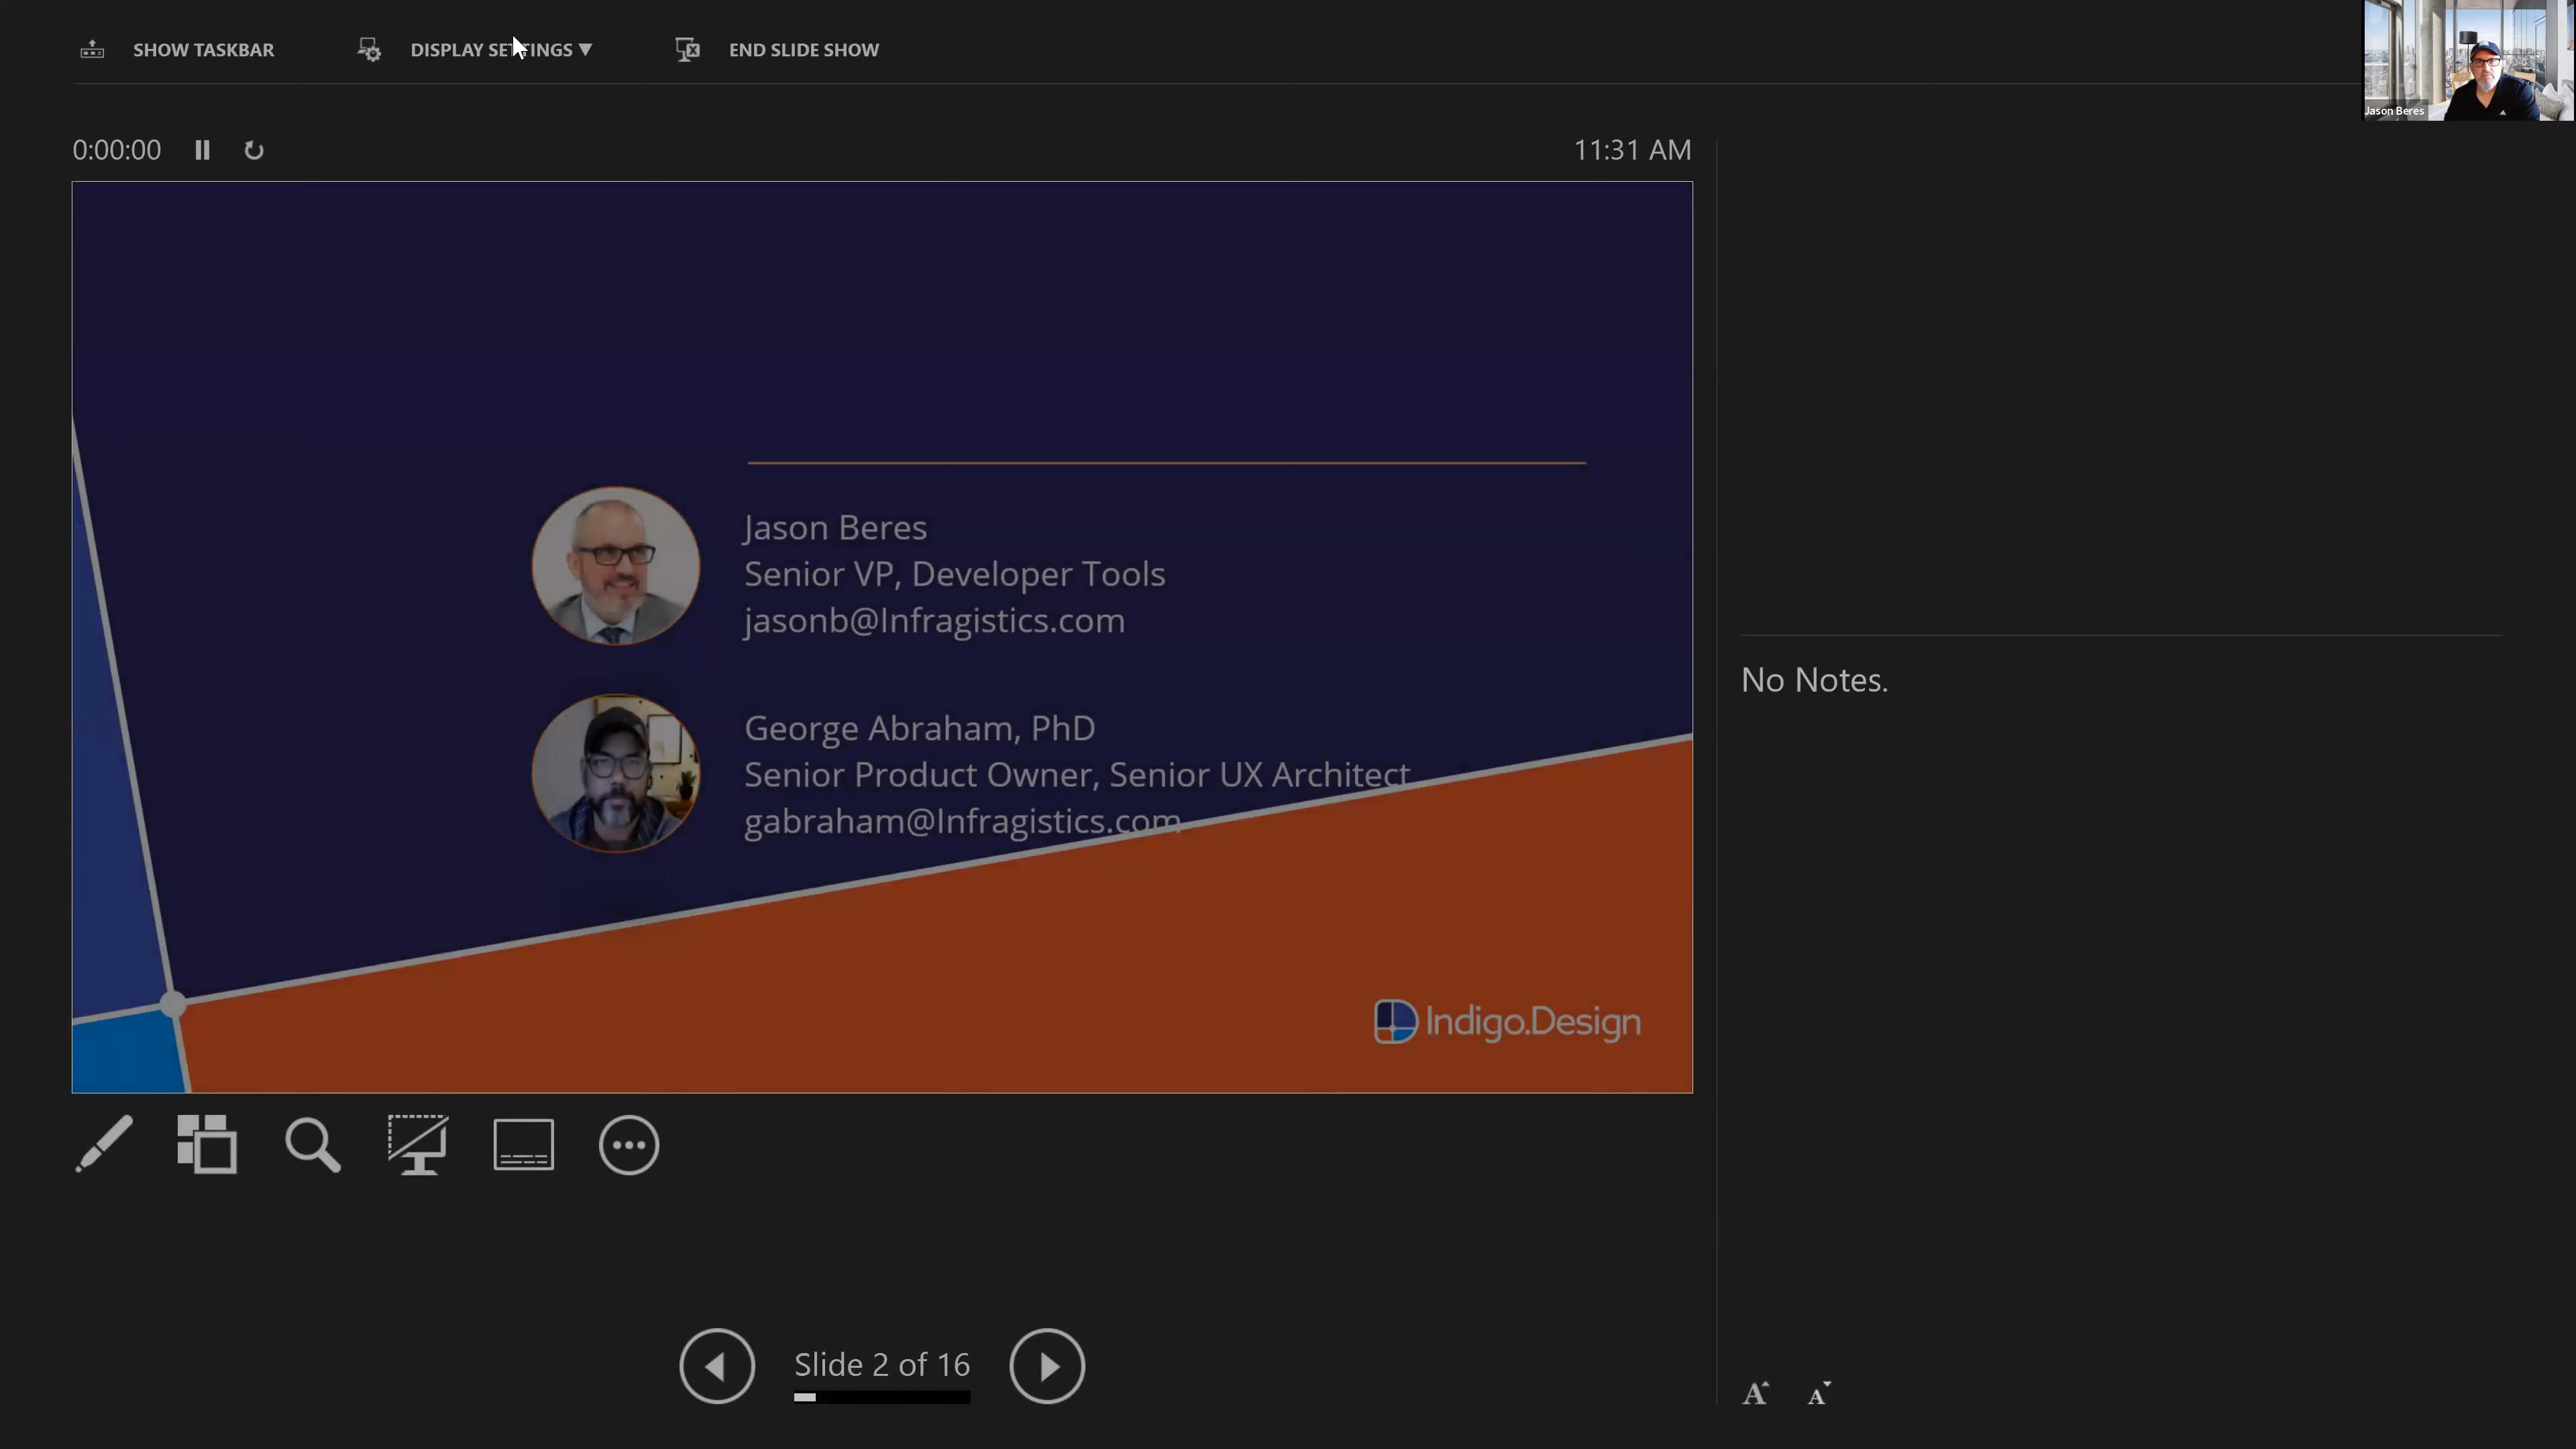 SHOW TASKBAR
DISPLAY SETTINGS ▼
END SLIDE SHOW
Jason Beres
0:00:00
11:31 AM
Jason Beres
Senior VP, Developer Tools
jasonb@Infragistics.com
George Abraham, PhD
Senior Product Owner, Senior UX Architect
gabraham@Infragistics.com
Indigo.Design
No Notes.
Slide 2 of 16
A A